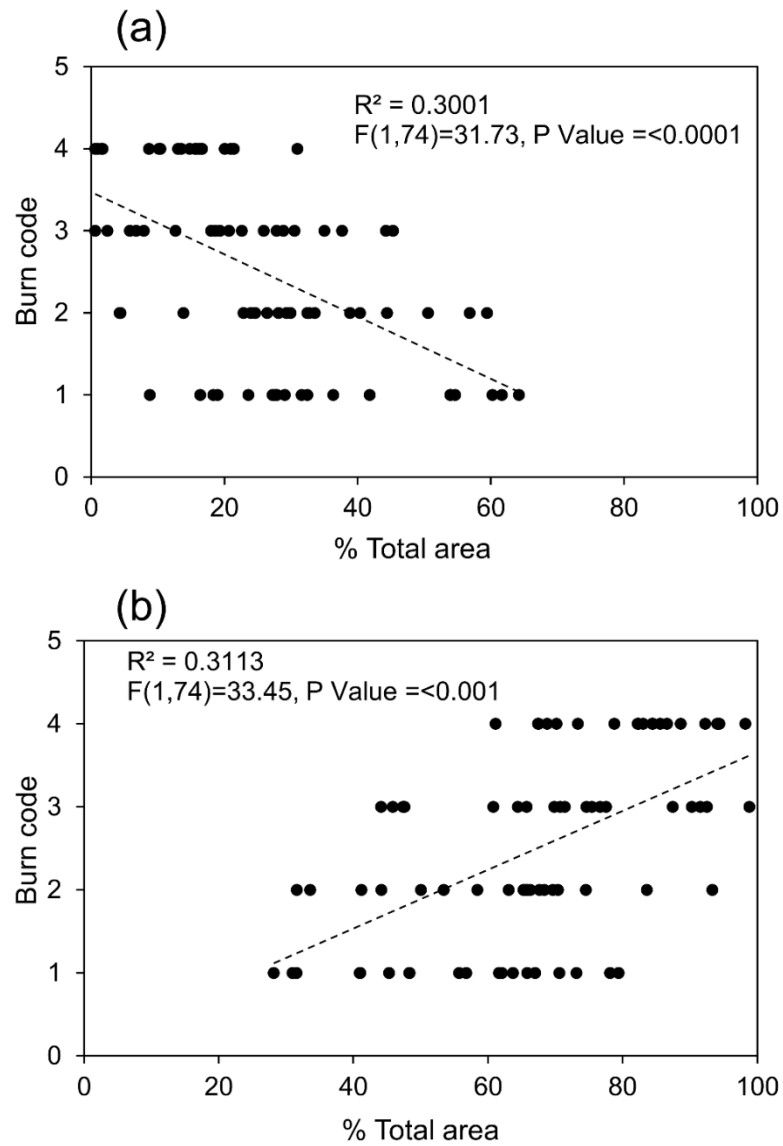 (a)
R² = 0.3001
F(1,74)=31.73, P Value =<0.0001
5
4
3
2
1
0
Burn code
0 20 40 60 80 100
% Total area
(b)
R² = 0.3113
F(1,74)=33.45, P Value =<0.001
5
4
3
2
1
0
Burn code
0 20 40 60 80 100
% Total area